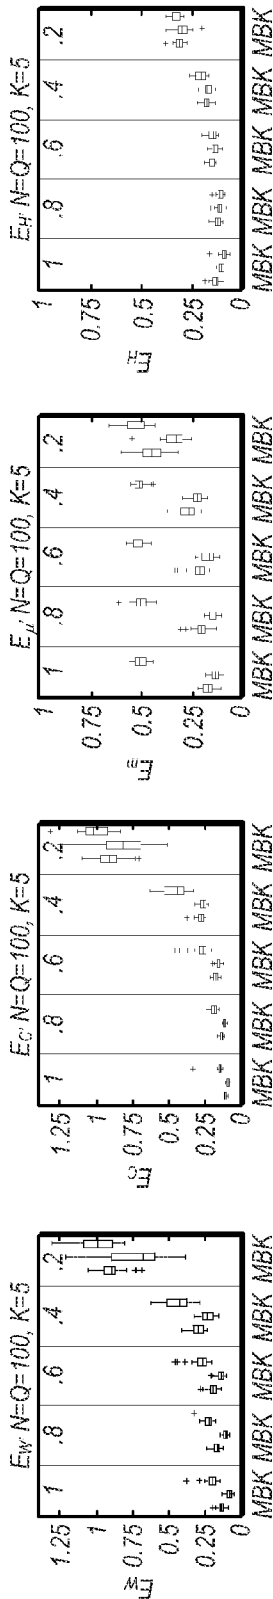 E_W, N=Q=100, K=5
1 .8 .6 .4 .2
1.25
1
0.75
0.5
0.25
0
E_W
MBK MBK MBK MBK MBK
E_C, N=Q=100, K=5
1 .8 .6 .4 .2
1.25
1
0.75
0.5
0.25
0
E_C
MBK MBK MBK MBK MBK
E_μ, N=Q=100, K=5
1 .8 .6 .4 .2
1
0.75
0.5
0.25
0
E_m
MBK MBK MBK MBK MBK
E_H, N=Q=100, K=5
1 .8 .6 .4 .2
1
0.75
0.5
0.25
0
E_H
MBK MBK MBK MBK MBK